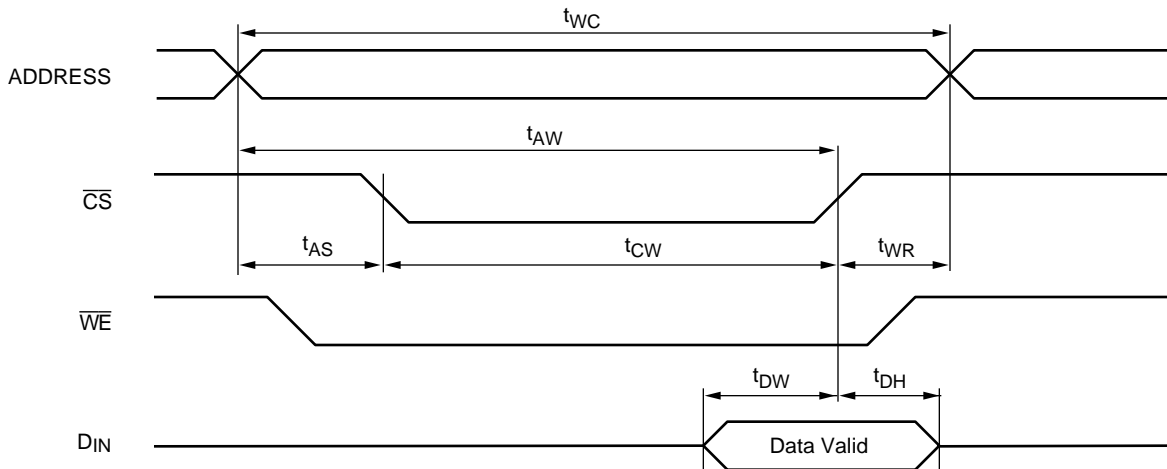 tWC
ADDRESS
tAW
CS
tAS tCW tWR
WE
tDW tDH
DIN Data Valid